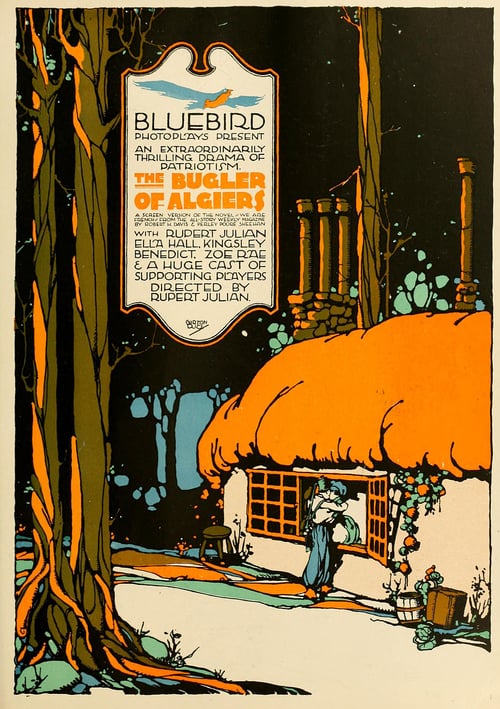 BLUEBIRD
PHOTOPLAYS PRESENT
AN EXTRAORDINARILY
THRILLING DRAMA OF
PATRIOTISM.
THE BUGLER
OF ALGIERS
A SCREEN VERSION OF THE NOVEL "WE ARE
FRENCH" FROM THE ALL-STORY WEEKLY MAGAZINE
BY ROBERT H. DAVIS & PERLEY POORE SHEEHAN
WITH RUPERT JULIAN
ELLA HALL, KINGSLEY
BENEDICT, ZOE RAE
& A HUGE CAST OF
SUPPORTING PLAYERS
DIRECTED BY
RUPERT JULIAN.